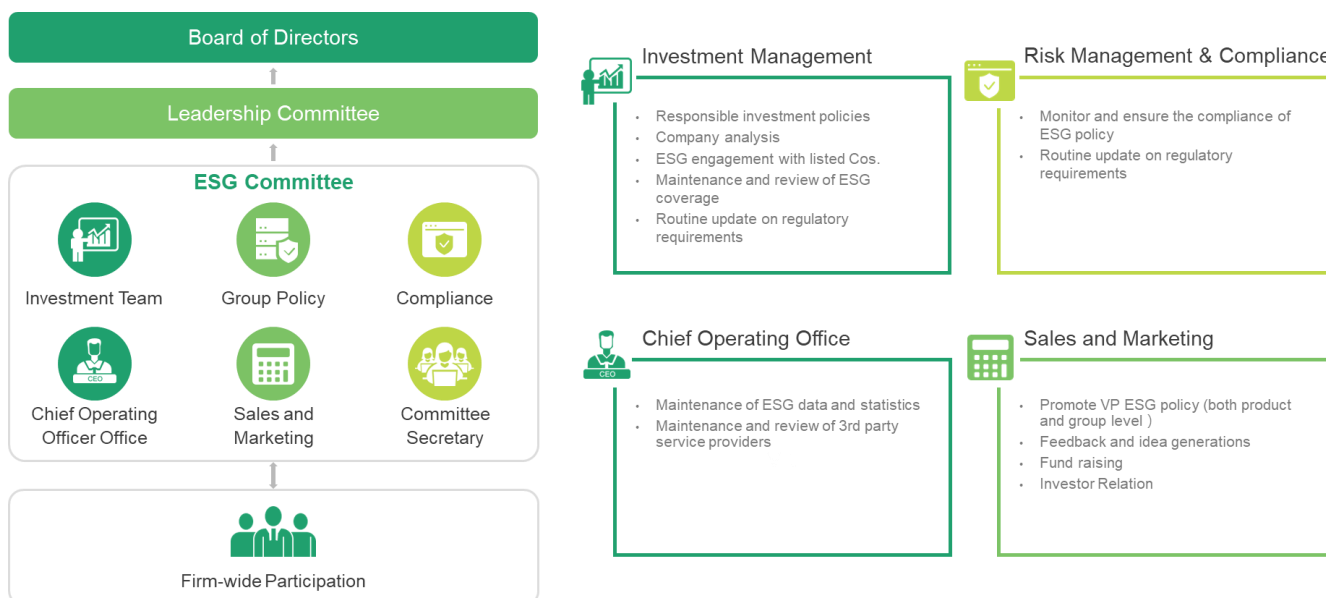 Board of Directors
Leadership Committee
ESG Committee
Investment Team
Group Policy
Compliance
CEO
Chief Operating
Officer Office
Sales and
Marketing
Committee
Secretary
Firm-wide Participation
Investment Management
• Responsible investment policies
• Company analysis
• ESG engagement with listed Cos.
• Maintenance and review of ESG
coverage
• Routine update on regulatory
requirements
Risk Management & Compliance
• Monitor and ensure the compliance of
ESG policy
• Routine update on regulatory
requirements
Chief Operating Office
CEO
• Maintenance of ESG data and statistics
• Maintenance and review of 3rd party
service providers
Sales and Marketing
• Promote VP ESG policy (both product
and group level )
• Feedback and idea generations
• Fund raising
• Investor Relation